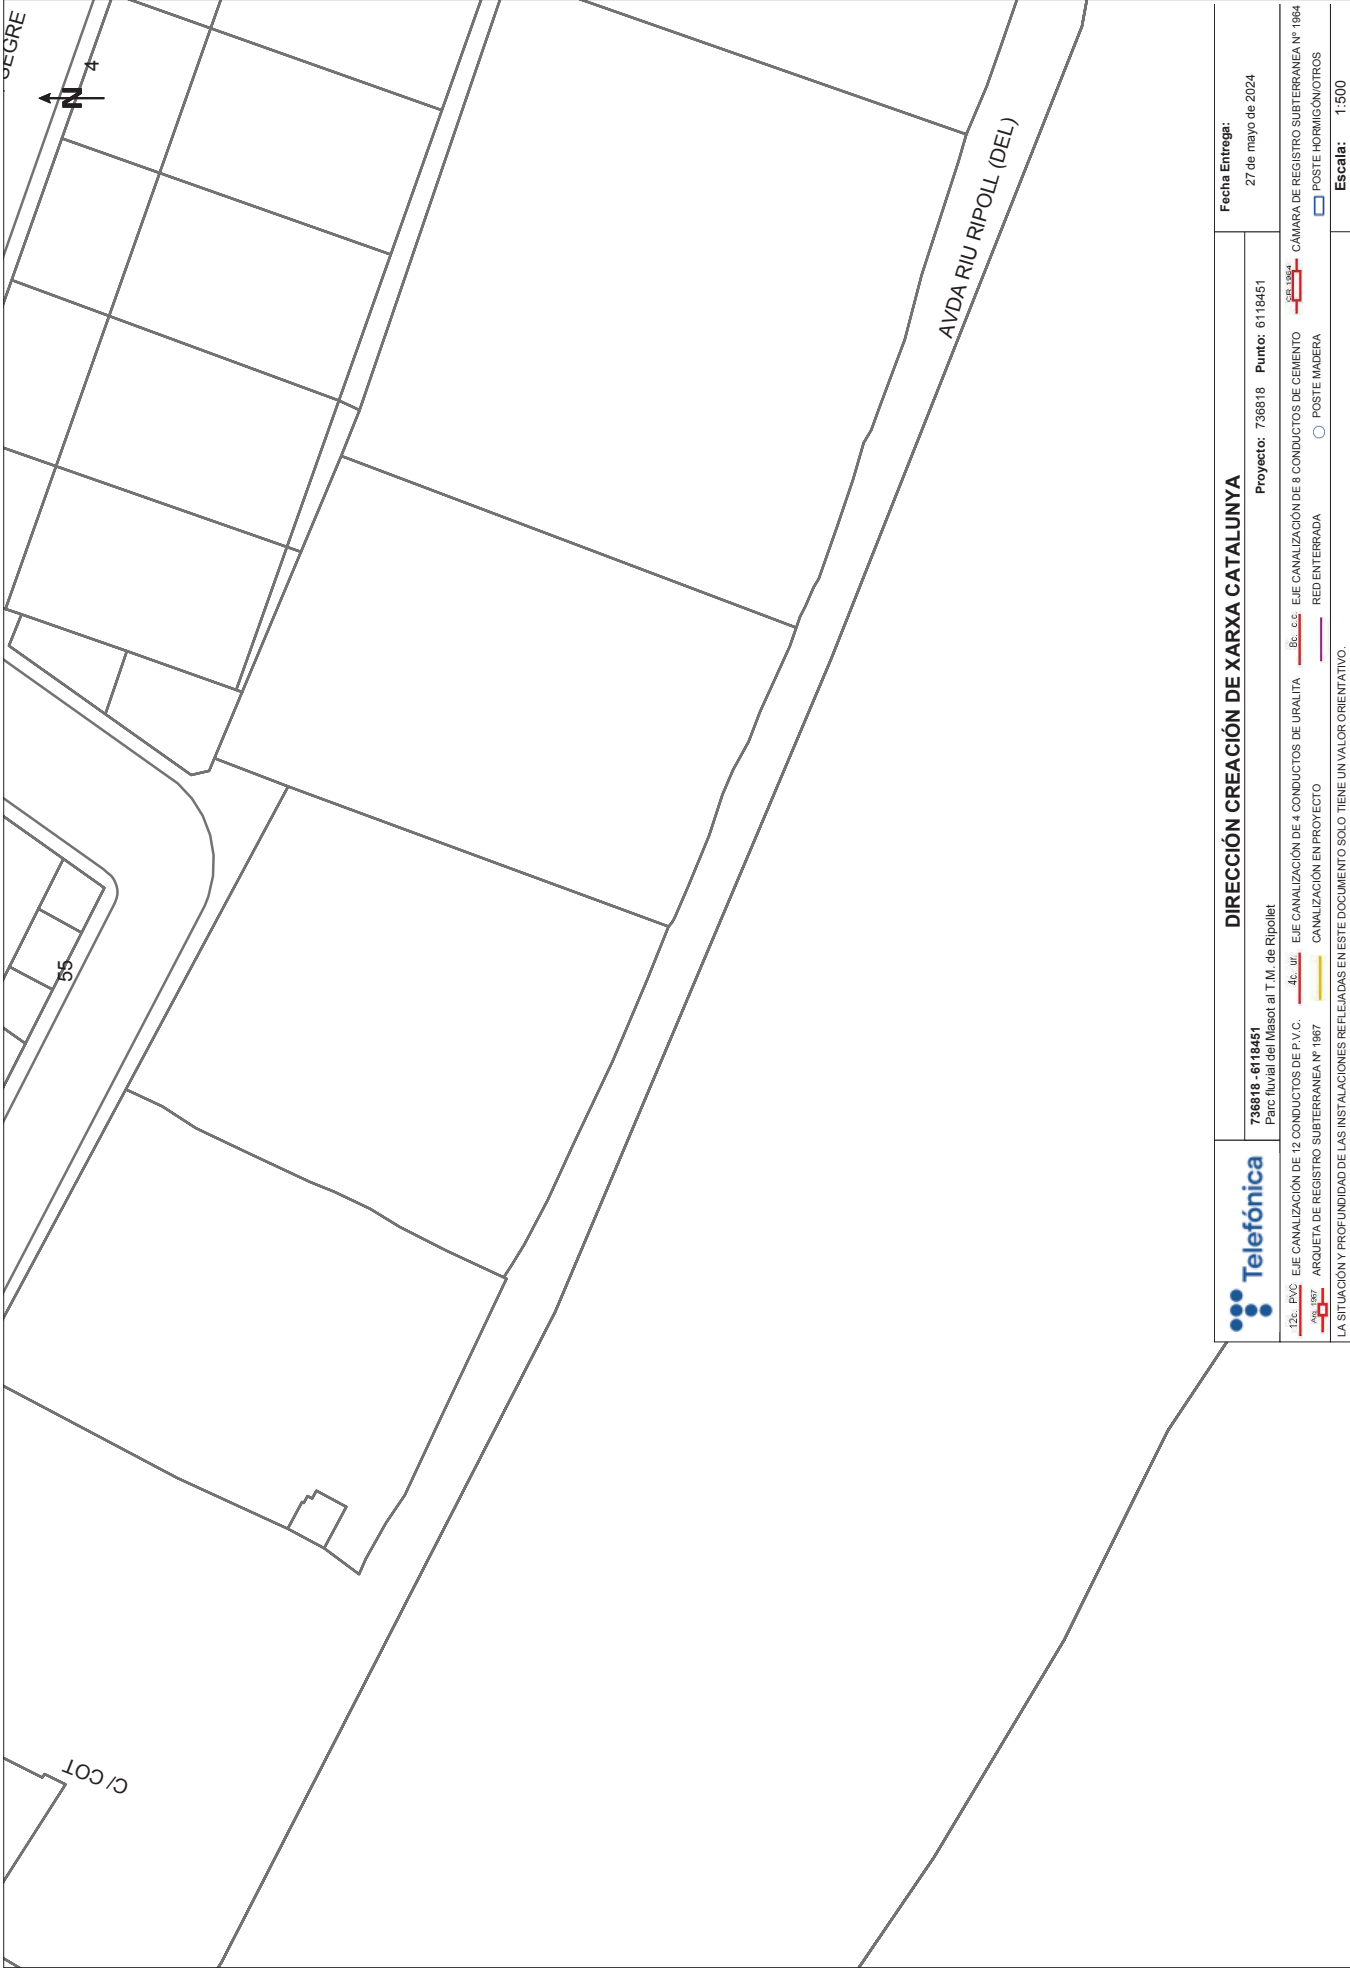 SEGRE
N
4
55
C/ COT
AVDA RIU RIPOLL (DEL)
Telefónica
DIRECCIÓN CREACIÓN DE XARXA CATALUNYA
736818 - 6118451
Parc fluvial del Masot al T.M. de Ripollet
Proyecto: 736818 Punto: 6118451
Fecha Entrega:
27 de mayo de 2024
12c. PVC EJE CANALIZACIÓN DE 12 CONDUCTOS DE P.V.C. 4c. ur. EJE CANALIZACIÓN DE 4 CONDUCTOS DE URALITA 8c. c.c. EJE CANALIZACIÓN DE 8 CONDUCTOS DE CEMENTO C.R. 1964 CÁMARA DE REGISTRO SUBTERRANEA Nº 1964
Arq. 1967 ARQUETA DE REGISTRO SUBTERRANEA Nº 1967 CANALIZACIÓN EN PROYECTO RED ENTERRADA POSTE MADERA POSTE HORMIGÓN/OTROS
LA SITUACIÓN Y PROFUNDIDAD DE LAS INSTALACIONES REFLEJADAS EN ESTE DOCUMENTO SOLO TIENE UN VALOR ORIENTATIVO.
Escala: 1:500